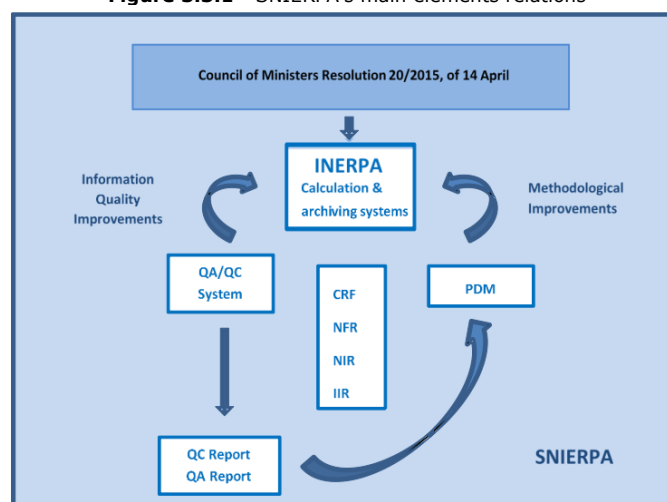 Council of Ministers Resolution 20/2015, of 14 April
INERPA
Calculation &
archiving systems
Information
Quality
Improvements
Methodological
Improvements
QA/QC
System
CRF
NFR
NIR
IIR
PDM
QC Report
QA Report
SNIERPA